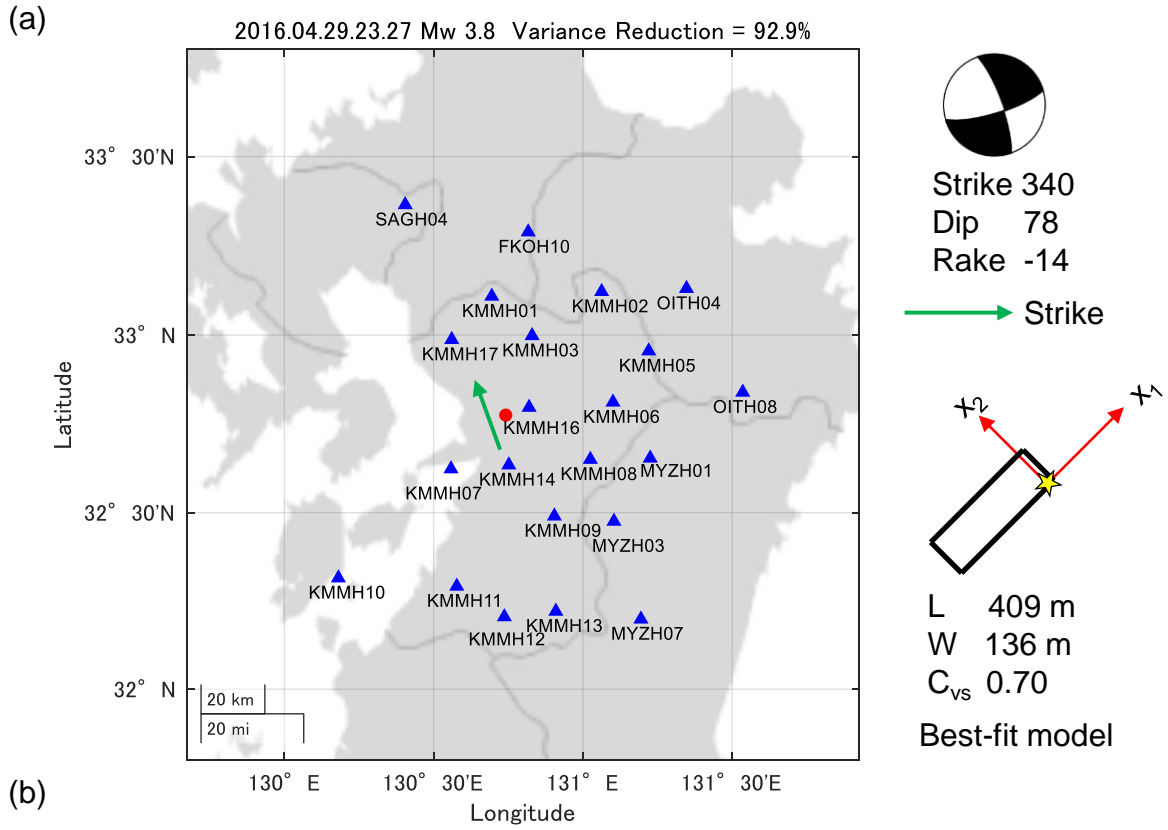 (a)
2016.04.29.23.27 Mw 3.8 Variance Reduction = 92.9%
33° 30'N
33° N
32° 30'N
32° N
Latitude
SAGH04
FKOH10
KMMH01
KMMH02
OITH04
KMMH17
KMMH03
KMMH05
OITH08
KMMH16
KMMH06
KMMH07
KMMH14
KMMH08
MYZH01
KMMH09
MYZH03
KMMH10
KMMH11
KMMH12
KMMH13
MYZH07
20 km
20 mi
130° E
130° 30'E
131° E
131° 30'E
Longitude
Strike 340
Dip 78
Rake -14
Strike
X2
X1
L 409 m
W 136 m
Cvs 0.70
Best-fit model
(b)